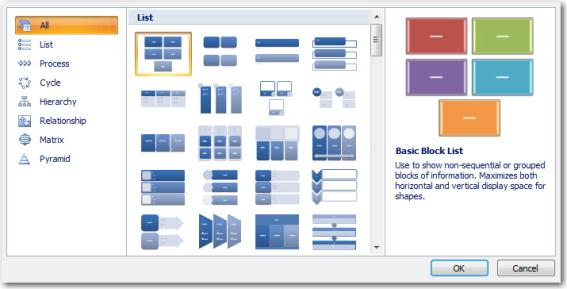 All
List
Process
Cycle
Hierarchy
Relationship
Matrix
Pyramid
List
Basic Block List
Use to show non-sequential or grouped
blocks of information. Maximizes both
horizontal and vertical display space for
shapes.
OK
Cancel